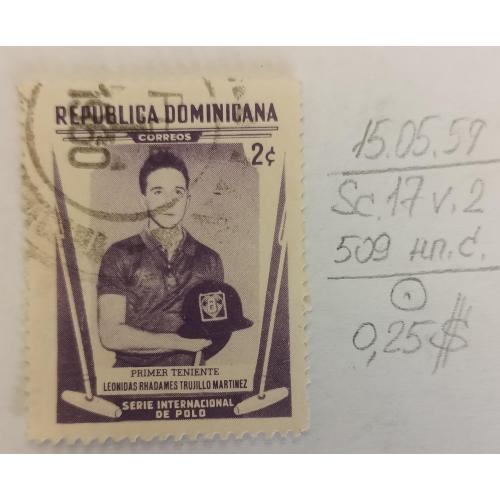 REPUBLICA DOMINICANA
CORREOS
2¢
PRIMER TENIENTE
LEONIDAS RHADAMES TRUJILLO MARTINEZ
SERIE INTERNACIONAL
DE POLO
15.05.59
Sc.17 v.2
509 нп.с.
0,25$